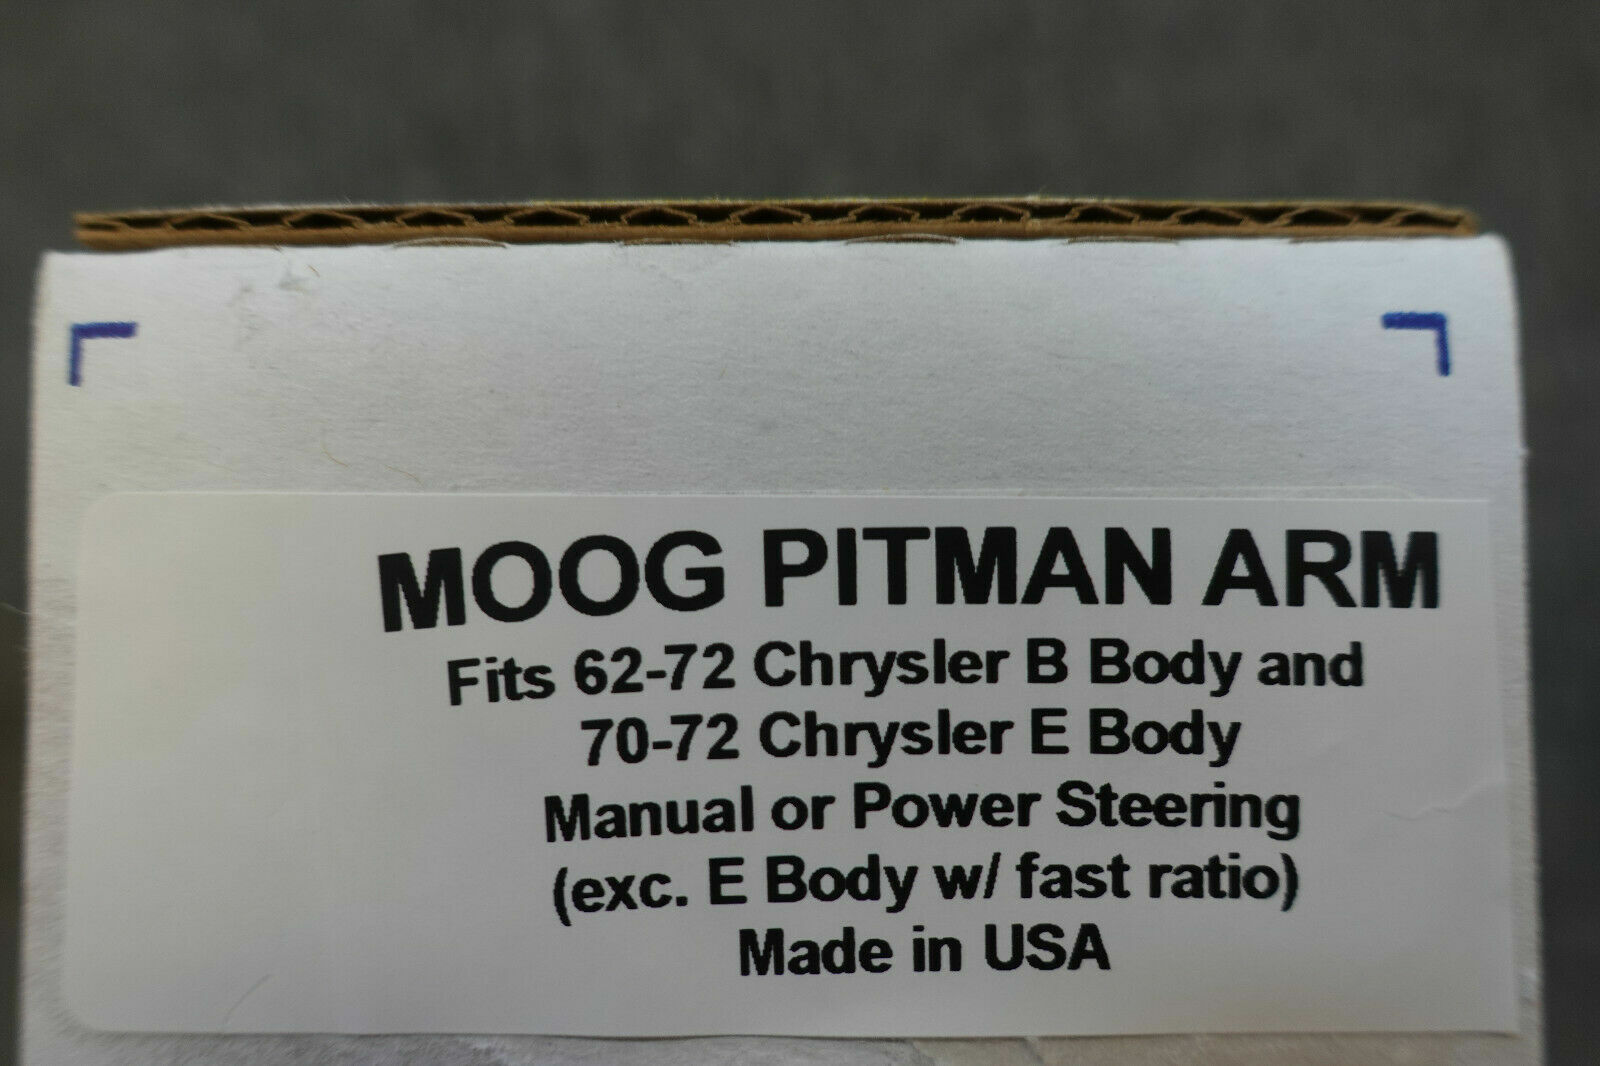 MOOG PITMAN ARM
Fits 62-72 Chrysler B Body and
70-72 Chrysler E Body
Manual or Power Steering
(exc. E Body w/ fast ratio)
Made in USA